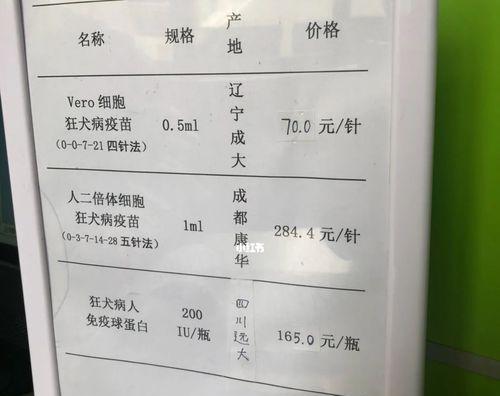 名称 规格 产地 价格
Vero 细胞
狂犬病疫苗
(0-0-7-21 四针法)
0.5ml
辽宁成大
70.0 元/针
人二倍体细胞
狂犬病疫苗
(0-3-7-14-28 五针法)
1ml
成都康华
284.4 元/针
小红书
狂犬病人
免疫球蛋白
200
IU/瓶
四川远大
165.0 元/瓶